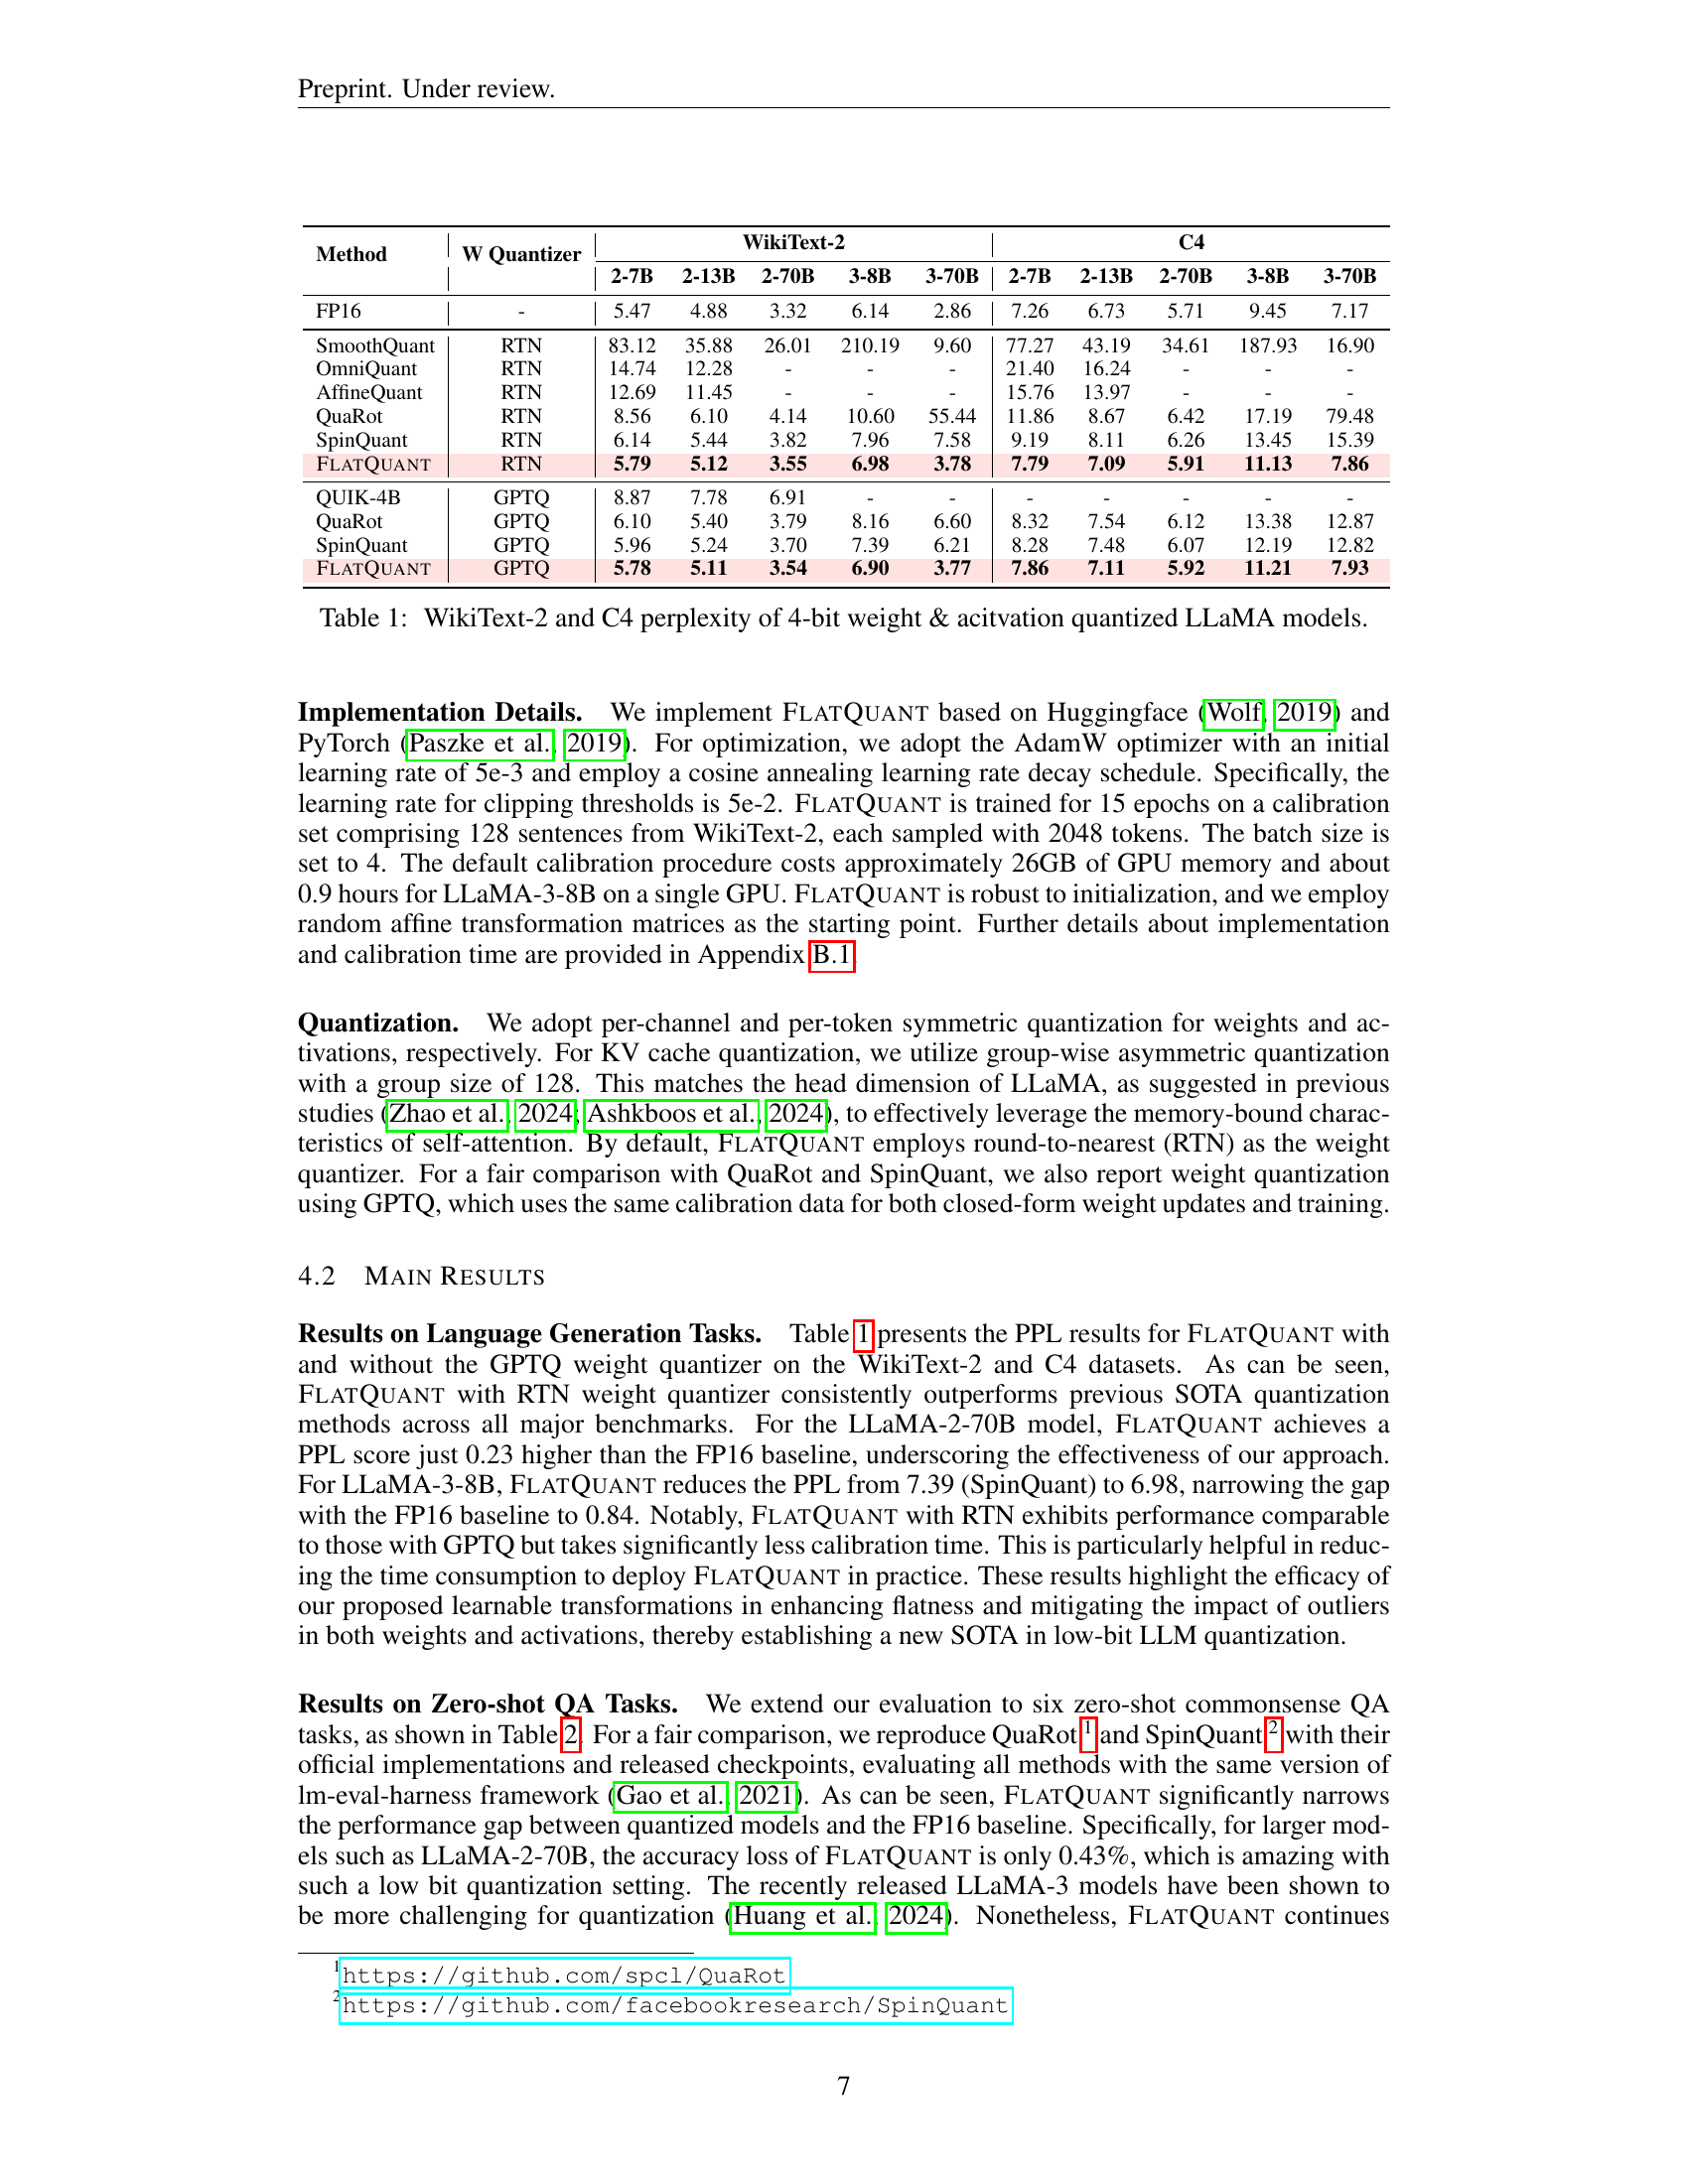 Preprint. Under review.
Method W Quantizer WikiText-2 C4
2-7B 2-13B 2-70B 3-8B 3-70B 2-7B 2-13B 2-70B 3-8B 3-70B
FP16 - 5.47 4.88 3.32 6.14 2.86 7.26 6.73 5.71 9.45 7.17
SmoothQuant RTN 83.12 35.88 26.01 210.19 9.60 77.27 43.19 34.61 187.93 16.90
OmniQuant RTN 14.74 12.28 - - - 21.40 16.24 - - -
AffineQuant RTN 12.69 11.45 - - - 15.76 13.97 - - -
QuaRot RTN 8.56 6.10 4.14 10.60 55.44 11.86 8.67 6.42 17.19 79.48
SpinQuant RTN 6.14 5.44 3.82 7.96 7.58 9.19 8.11 6.26 13.45 15.39
FLATQUANT RTN 5.79 5.12 3.55 6.98 3.78 7.79 7.09 5.91 11.13 7.86
QUIK-4B GPTQ 8.87 7.78 6.91 - - - - - - -
QuaRot GPTQ 6.10 5.40 3.79 8.16 6.60 8.32 7.54 6.12 13.38 12.87
SpinQuant GPTQ 5.96 5.24 3.70 7.39 6.21 8.28 7.48 6.07 12.19 12.82
FLATQUANT GPTQ 5.78 5.11 3.54 6.90 3.77 7.86 7.11 5.92 11.21 7.93
Table 1: WikiText-2 and C4 perplexity of 4-bit weight & acitvation quantized LLaMA models.
Implementation Details. We implement FLATQUANT based on Huggingface (Wolf, 2019) and
PyTorch (Paszke et al., 2019). For optimization, we adopt the AdamW optimizer with an initial
learning rate of 5e-3 and employ a cosine annealing learning rate decay schedule. Specifically, the
learning rate for clipping thresholds is 5e-2. FLATQUANT is trained for 15 epochs on a calibration
set comprising 128 sentences from WikiText-2, each sampled with 2048 tokens. The batch size is
set to 4. The default calibration procedure costs approximately 26GB of GPU memory and about
0.9 hours for LLaMA-3-8B on a single GPU. FLATQUANT is robust to initialization, and we employ
random affine transformation matrices as the starting point. Further details about implementation
and calibration time are provided in Appendix B.1.
Quantization. We adopt per-channel and per-token symmetric quantization for weights and ac-
tivations, respectively. For KV cache quantization, we utilize group-wise asymmetric quantization
with a group size of 128. This matches the head dimension of LLaMA, as suggested in previous
studies (Zhao et al., 2024; Ashkboos et al., 2024), to effectively leverage the memory-bound charac-
teristics of self-attention. By default, FLATQUANT employs round-to-nearest (RTN) as the weight
quantizer. For a fair comparison with QuaRot and SpinQuant, we also report weight quantization
using GPTQ, which uses the same calibration data for both closed-form weight updates and training.
4.2 MAIN RESULTS
Results on Language Generation Tasks. Table 1 presents the PPL results for FLATQUANT with
and without the GPTQ weight quantizer on the WikiText-2 and C4 datasets. As can be seen,
FLATQUANT with RTN weight quantizer consistently outperforms previous SOTA quantization
methods across all major benchmarks. For the LLaMA-2-70B model, FLATQUANT achieves a
PPL score just 0.23 higher than the FP16 baseline, underscoring the effectiveness of our approach.
For LLaMA-3-8B, FLATQUANT reduces the PPL from 7.39 (SpinQuant) to 6.98, narrowing the gap
with the FP16 baseline to 0.84. Notably, FLATQUANT with RTN exhibits performance comparable
to those with GPTQ but takes significantly less calibration time. This is particularly helpful in reduc-
ing the time consumption to deploy FLATQUANT in practice. These results highlight the efficacy of
our proposed learnable transformations in enhancing flatness and mitigating the impact of outliers
in both weights and activations, thereby establishing a new SOTA in low-bit LLM quantization.
Results on Zero-shot QA Tasks. We extend our evaluation to six zero-shot commonsense QA
tasks, as shown in Table 2. For a fair comparison, we reproduce QuaRot 1 and SpinQuant 2 with their
official implementations and released checkpoints, evaluating all methods with the same version of
lm-eval-harness framework (Gao et al., 2021). As can be seen, FLATQUANT significantly narrows
the performance gap between quantized models and the FP16 baseline. Specifically, for larger mod-
els such as LLaMA-2-70B, the accuracy loss of FLATQUANT is only 0.43%, which is amazing with
such a low bit quantization setting. The recently released LLaMA-3 models have been shown to
be more challenging for quantization (Huang et al., 2024). Nonetheless, FLATQUANT continues
1https://github.com/spcl/QuaRot
2https://github.com/facebookresearch/SpinQuant
7